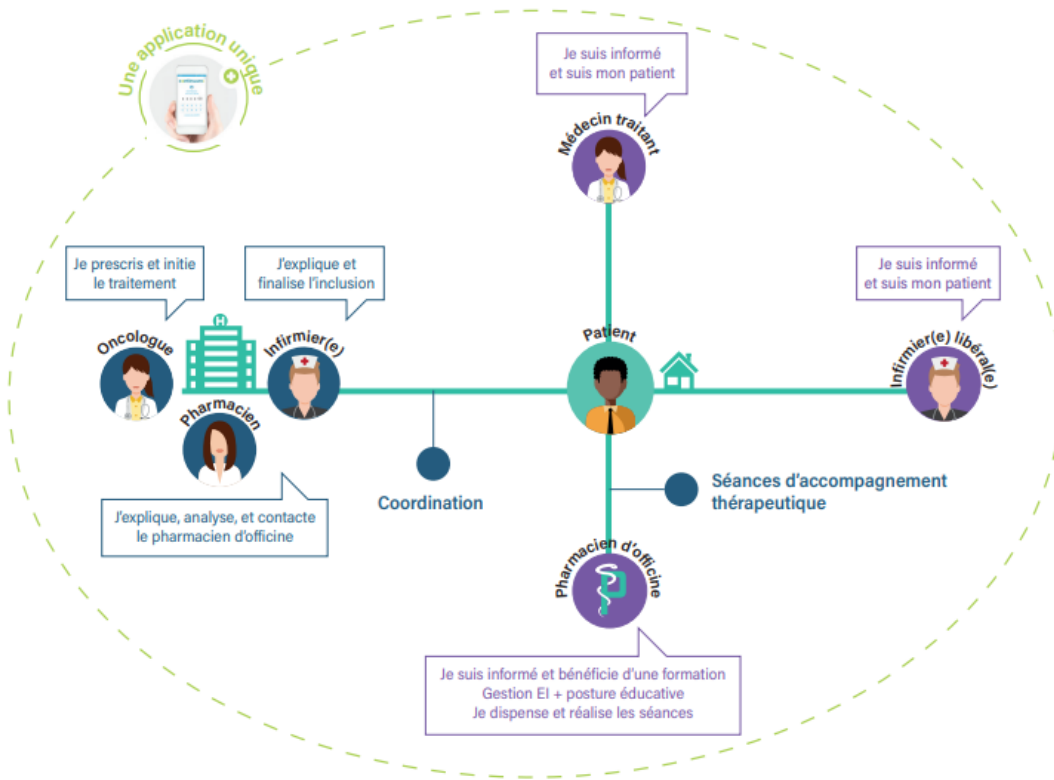 Une application unique
Je suis informé
et suis mon patient
Médecin traitant
Je prescris et initie
le traitement
J'explique et
finalise l'inclusion
Je suis informé
et suis mon patient
H
Oncologue
Infirmier(e)
Patient
Infirmier(e) libéral(e)
Pharmacien
Coordination
Séances d'accompagnement
thérapeutique
J'explique, analyse, et contacte
le pharmacien d'officine
Pharmacien d'officine
Je suis informé et bénéficie d'une formation
Gestion EI + posture éducative
Je dispense et réalise les séances